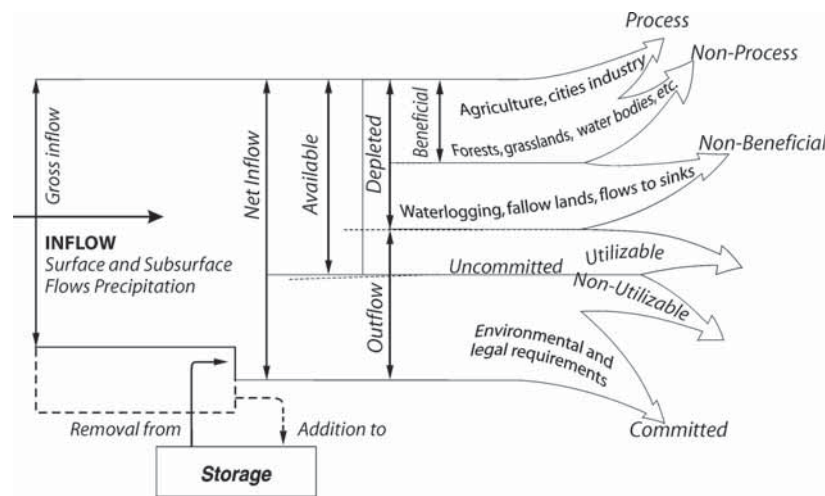 Process
Non-Process
Agriculture, cities industry
Forests, grasslands, water bodies, etc.
Non-Beneficial
Gross inflow
Net Inflow
Available
Depleted
Beneficial
Waterlogging, fallow lands, flows to sinks
INFLOW
Surface and Subsurface
Flows Precipitation
Uncommitted
Utilizable
Non-Utilizable
Outflow
Environmental and
legal requirements
Removal from
Addition to
Committed
Storage